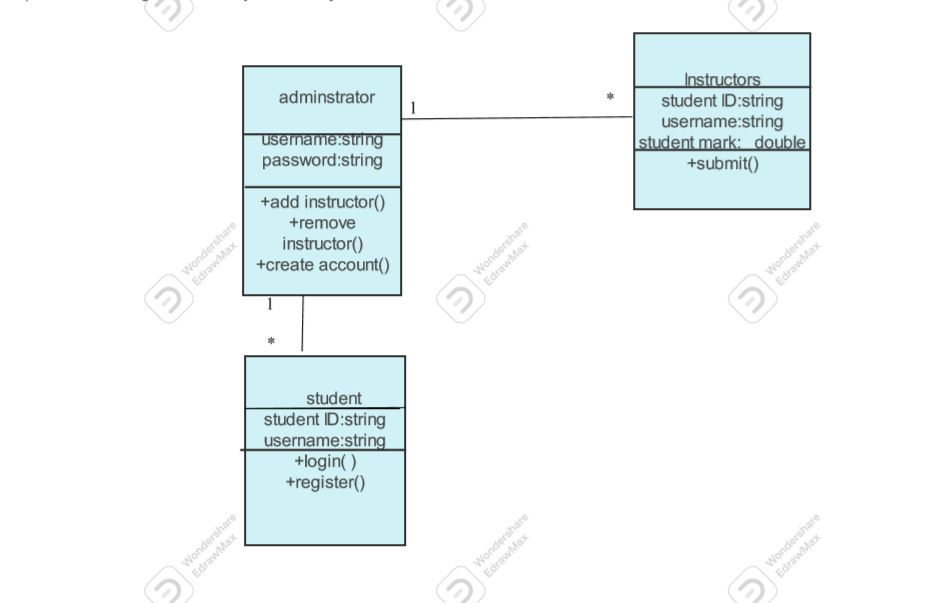 adminstrator
username:string
password:string
+add instructor()
+remove
instructor()
+create account()
1
*
Instructors
student ID:string
username:string
student mark: double
+submit()
1
*
student
student ID:string
username:string
+login( )
+register()
Wondershare
EdrawMax
Wondershare
EdrawMax
Wondershare
EdrawMax
Wondershare
EdrawMax
Wondershare
EdrawMax
Wondershare
EdrawMax